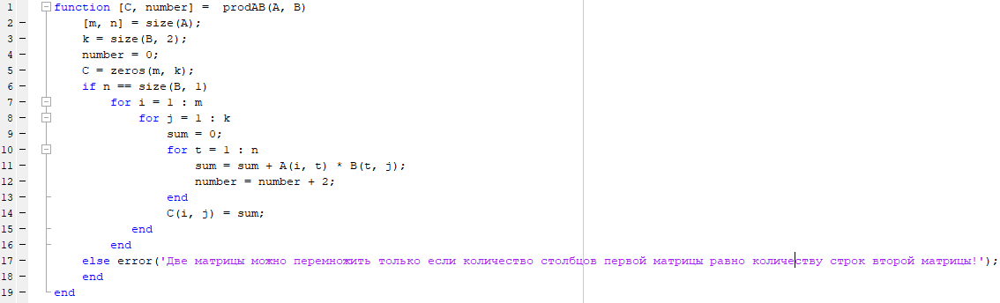 1 function [C, number] =  prodAB(A, B)
2 –     [m, n] = size(A);
3 –     k = size(B, 2);
4 –     number = 0;
5 –     C = zeros(m, k);
6 –     if n == size(B, 1)
7 –         for i = 1 : m
8 –             for j = 1 : k
9 –                 sum = 0;
10 –                 for t = 1 : n
11 –                     sum = sum + A(i, t) * B(t, j);
12 –                     number = number + 2;
13 –                 end
14 –                 C(i, j) = sum;
15 –            end
16 –         end
17 –     else error('Две матрицы можно перемножить только если количество столбцов первой матрицы равно количеству строк второй матрицы!');
18 –     end
19 – end